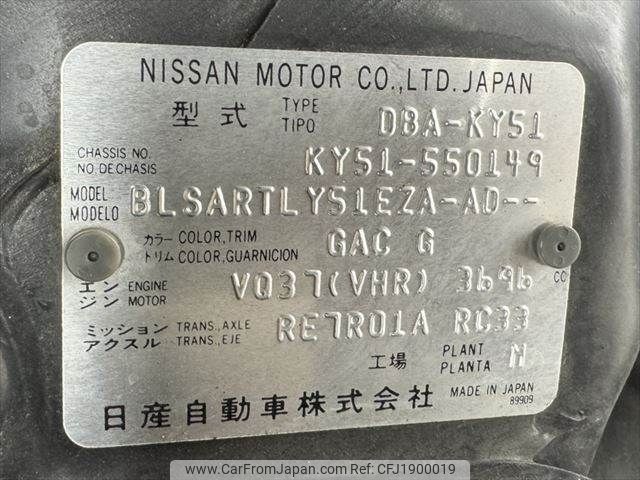 NISSAN MOTOR CO.,LTD.JAPAN
型式 TYPE TIPO DBA-KY51
CHASSIS NO. NO DE CHASIS KY51-550149
MODEL MODELO BLSARTLY51EZA-AD--
カラー COLOR,TRIM GAC G
トリム COLOR,GUARNICION
エンジン ENGINE MOTOR VQ37(VHR) 3696 CC
ミッション TRANS.,AXLE RE7R01A RC33
アクスル TRANS.,EJE
工場 PLANT PLANTA M
日産自動車株式会社 MADE IN JAPAN
89909
www.CarFromJapan.com - CFJ1900019